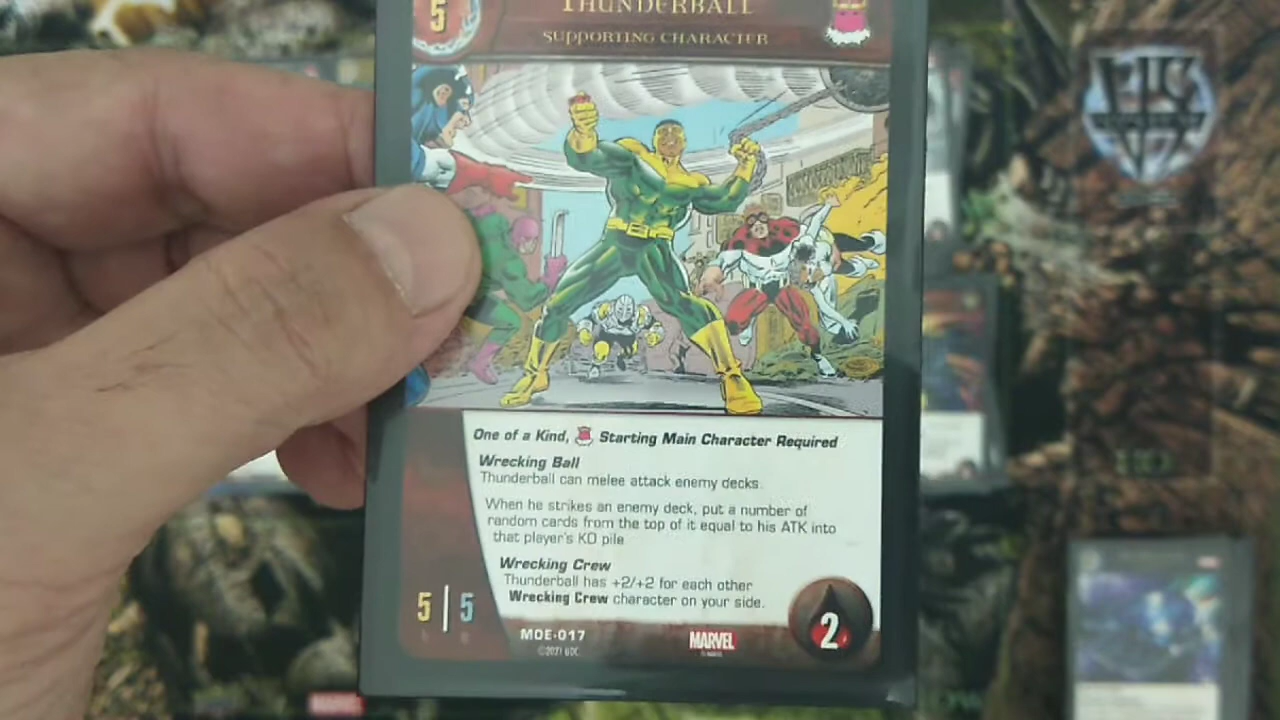 5
THUNDERBALL
SUPPORTING CHARACTER
One of a Kind, Starting Main Character Required
Wrecking Ball
Thunderball can melee attack enemy decks.
When he strikes an enemy deck, put a number of
random cards from the top of it equal to his ATK into
that player's KO pile
Wrecking Crew
Thunderball has +2/+2 for each other
Wrecking Crew character on your side.
5 | 5
2
MOE-017
MARVEL
©2021 UDC.
VS
MARVEL